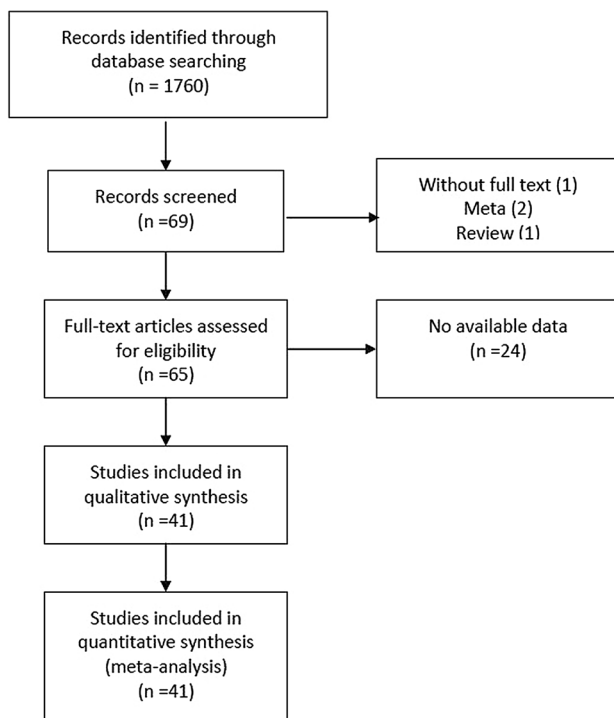 Records identified through
database searching
(n = 1760)
Records screened
(n =69)
Without full text (1)
Meta (2)
Review (1)
Full-text articles assessed
for eligibility
(n =65)
No available data
(n =24)
Studies included in
qualitative synthesis
(n =41)
Studies included in
quantitative synthesis
(meta-analysis)
(n =41)